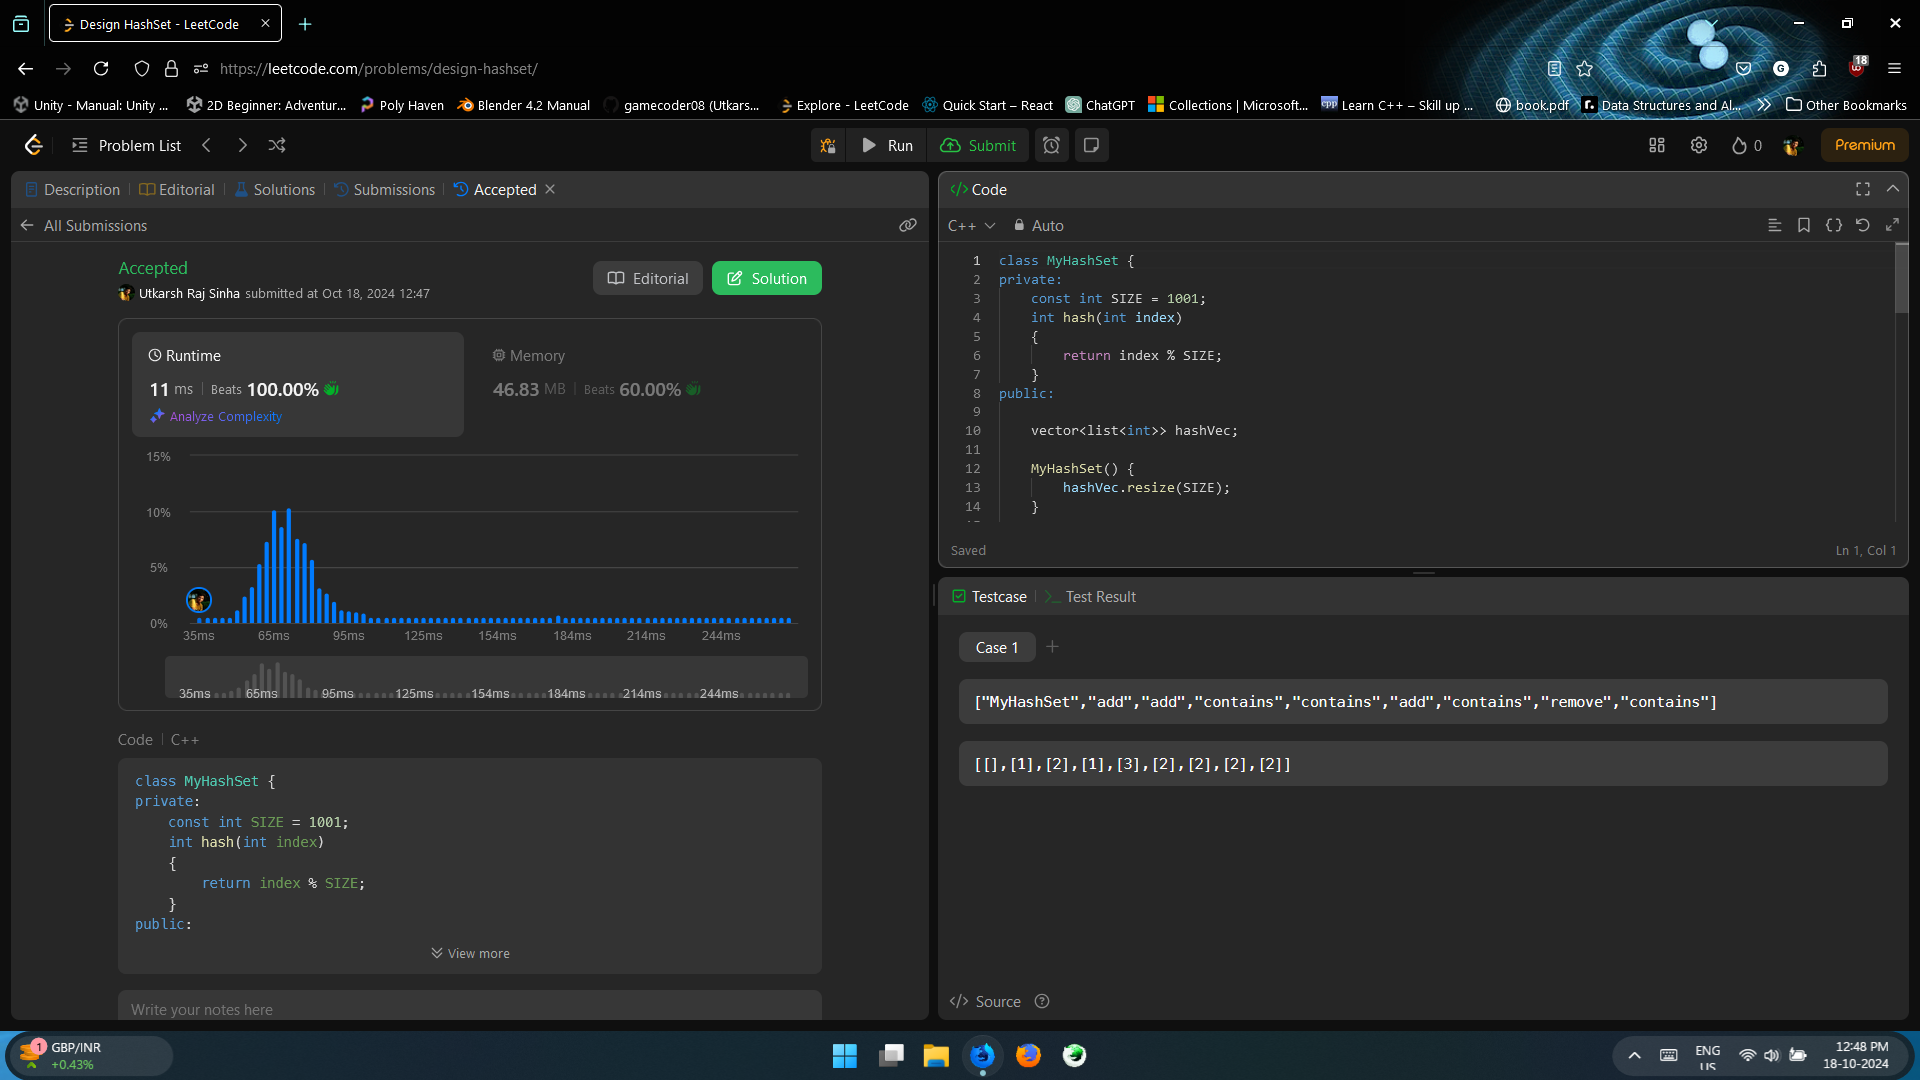 Design HashSet - LeetCode
https://leetcode.com/problems/design-hashset/
18
Unity - Manual: Unity ...
2D Beginner: Adventur...
Poly Haven
Blender 4.2 Manual
gamecoder08 (Utkars...
Explore - LeetCode
Quick Start – React
ChatGPT
Collections | Microsoft...
Learn C++ – Skill up ...
book.pdf
Data Structures and Al...
Other Bookmarks
Problem List
Run
Submit
0
Premium
Description
Editorial
Solutions
Submissions
Accepted
All Submissions
Accepted
Utkarsh Raj Sinha submitted at Oct 18, 2024 12:47
Editorial
Solution
Runtime
11 ms | Beats 100.00%
Analyze Complexity
Memory
46.83 MB | Beats 60.00%
15%
10%
5%
0%
35ms 65ms 95ms 125ms 154ms 184ms 214ms 244ms
35ms 65ms 95ms 125ms 154ms 184ms 214ms 244ms
Code | C++
class MyHashSet {
private:
    const int SIZE = 1001;
    int hash(int index)
    {
        return index % SIZE;
    }
public:
View more
Write your notes here
Code
C++
Auto
1 class MyHashSet {
2 private:
3     const int SIZE = 1001;
4     int hash(int index)
5     {
6         return index % SIZE;
7     }
8 public:
9
10     vector<list<int>> hashVec;
11
12     MyHashSet() {
13         hashVec.resize(SIZE);
14     }
Saved
Ln 1, Col 1
Testcase
Test Result
Case 1
["MyHashSet","add","add","contains","contains","add","contains","remove","contains"]
[[],[1],[2],[1],[3],[2],[2],[2],[2]]
Source
1
GBP/INR
+0.43%
ENG
US
12:48 PM
18-10-2024